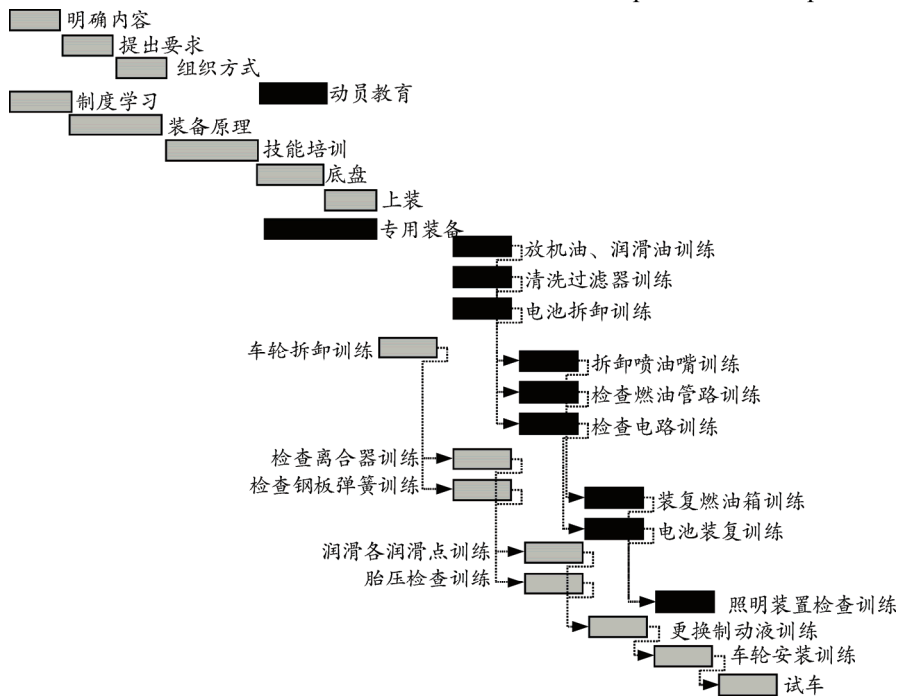 明确内容
提出要求
组织方式
动员教育
制度学习
装备原理
技能培训
底盘
上装
专用装备
放机油、润滑油训练
清洗过滤器训练
电池拆卸训练
车轮拆卸训练
拆卸喷油嘴训练
检查燃油管路训练
检查电路训练
检查离合器训练
检查钢板弹簧训练
装复燃油箱训练
电池装复训练
润滑各润滑点训练
胎压检查训练
照明装置检查训练
更换制动液训练
车轮安装训练
试车